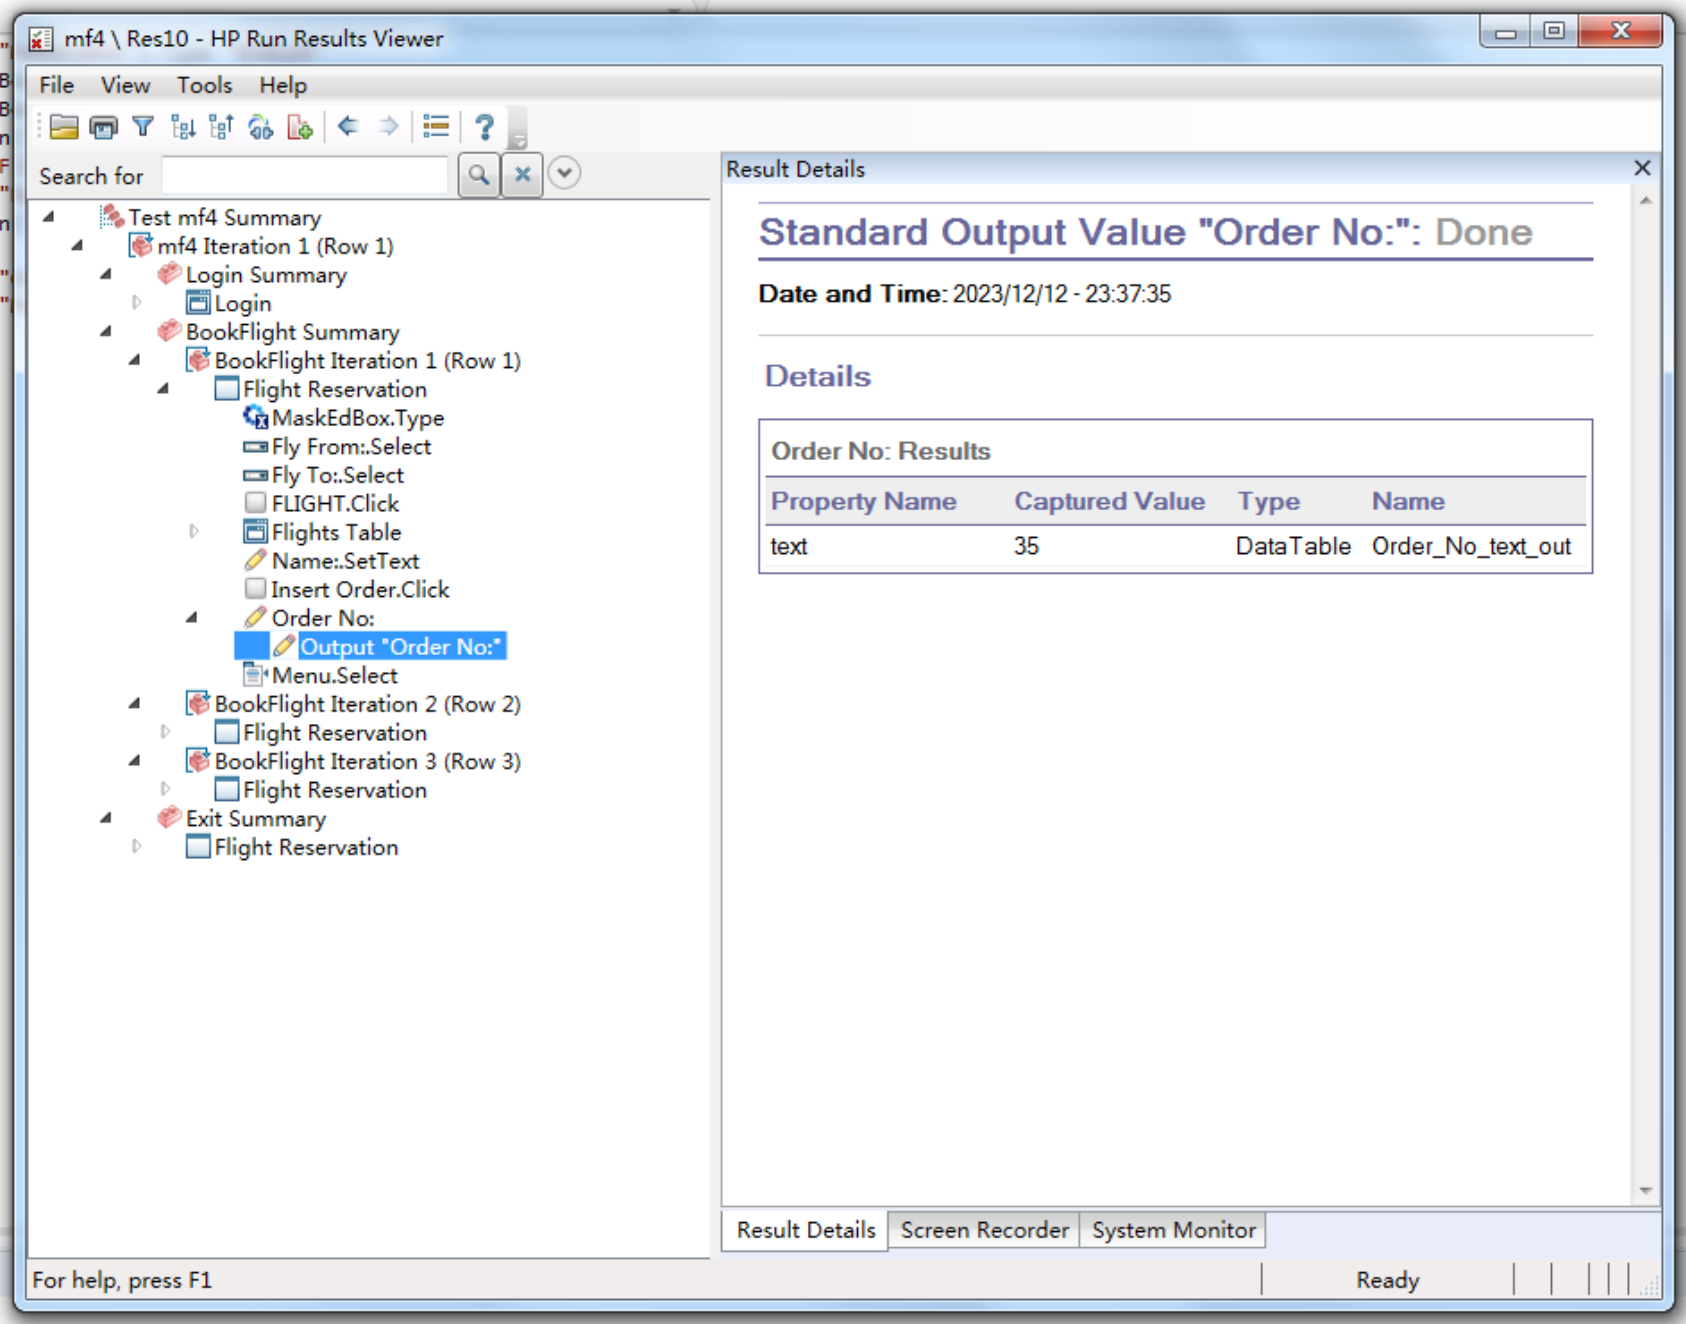 mf4 \ Res10 - HP Run Results Viewer
File View Tools Help
Search for
Test mf4 Summary
mf4 Iteration 1 (Row 1)
Login Summary
Login
BookFlight Summary
BookFlight Iteration 1 (Row 1)
Flight Reservation
MaskEdBox.Type
Fly From:.Select
Fly To:.Select
FLIGHT.Click
Flights Table
Name:.SetText
Insert Order.Click
Order No:
Output "Order No:"
Menu.Select
BookFlight Iteration 2 (Row 2)
Flight Reservation
BookFlight Iteration 3 (Row 3)
Flight Reservation
Exit Summary
Flight Reservation
Result Details
Standard Output Value "Order No:": Done
Date and Time: 2023/12/12 - 23:37:35
Details
Order No: Results
Property Name Captured Value Type Name
text 35 DataTable Order_No_text_out
Result Details Screen Recorder System Monitor
For help, press F1 Ready